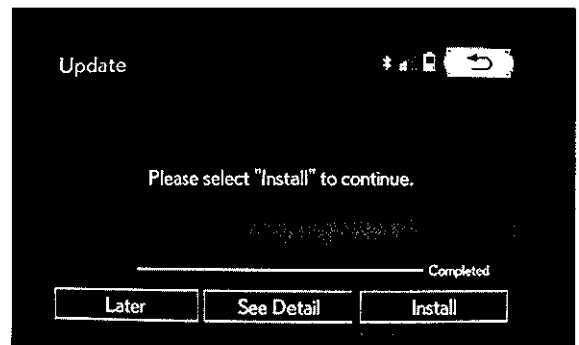 Update
Please select "Install" to continue.
Completed
Later See Detail Install